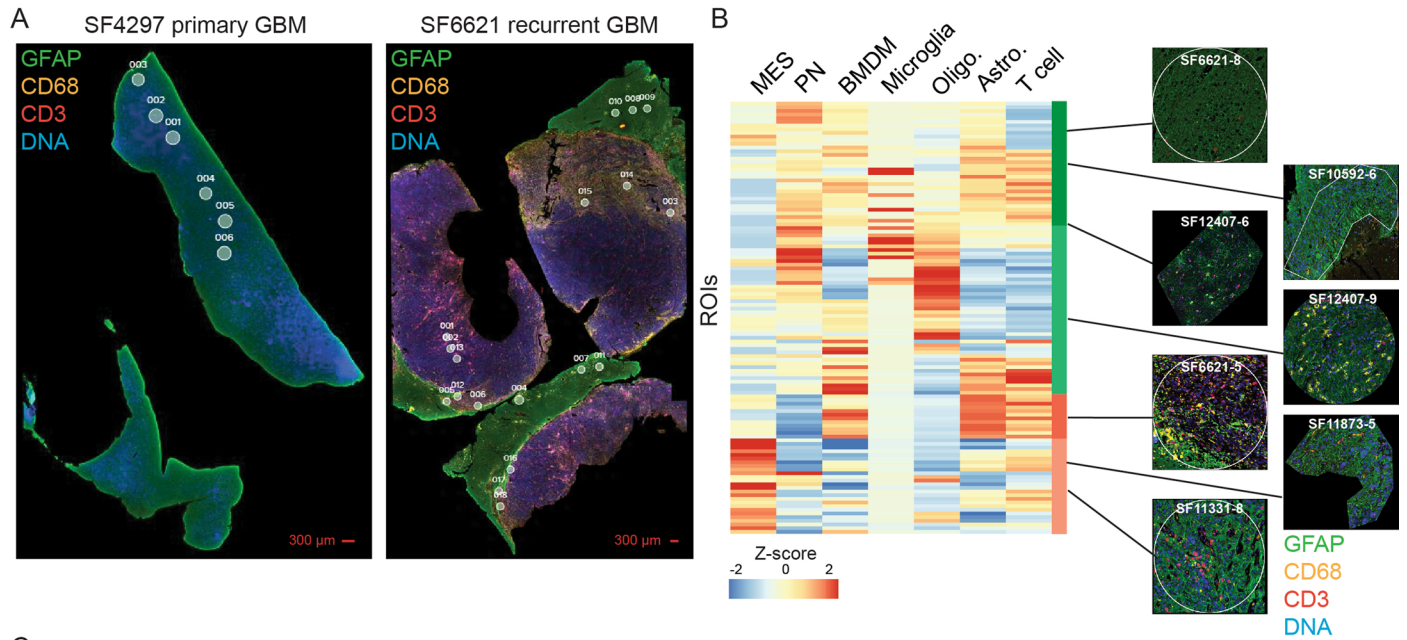 A
SF4297 primary GBM
SF6621 recurrent GBM
GFAP
CD68
CD3
DNA
003
002
001
004
005
006
300 µm
GFAP
CD68
CD3
DNA
010
008
009
014
015
003
001
002
013
007
011
012
005
006
004
016
017
018
300 µm
B
MES
PN
BMDM
Microglia
Oligo.
Astro.
T cell
ROIs
Z-score
-2
0
2
SF6621-8
SF10592-6
SF12407-6
SF12407-9
SF6621-5
SF11873-5
SF11331-8
GFAP
CD68
CD3
DNA